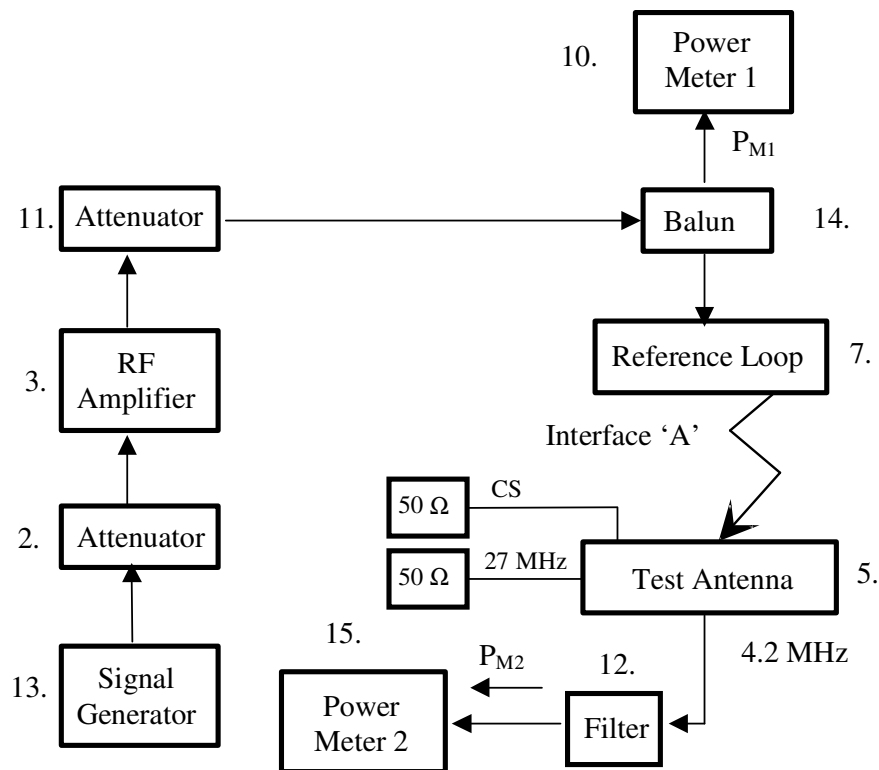 10.
Power
Meter 1
P_M1
11.
Attenuator
Balun
14.
3.
RF
Amplifier
Reference Loop
7.
Interface ‘A’
2.
Attenuator
50 Ω
CS
50 Ω
27 MHz
Test Antenna
5.
4.2 MHz
13.
Signal
Generator
15.
Power
Meter 2
P_M2
12.
Filter